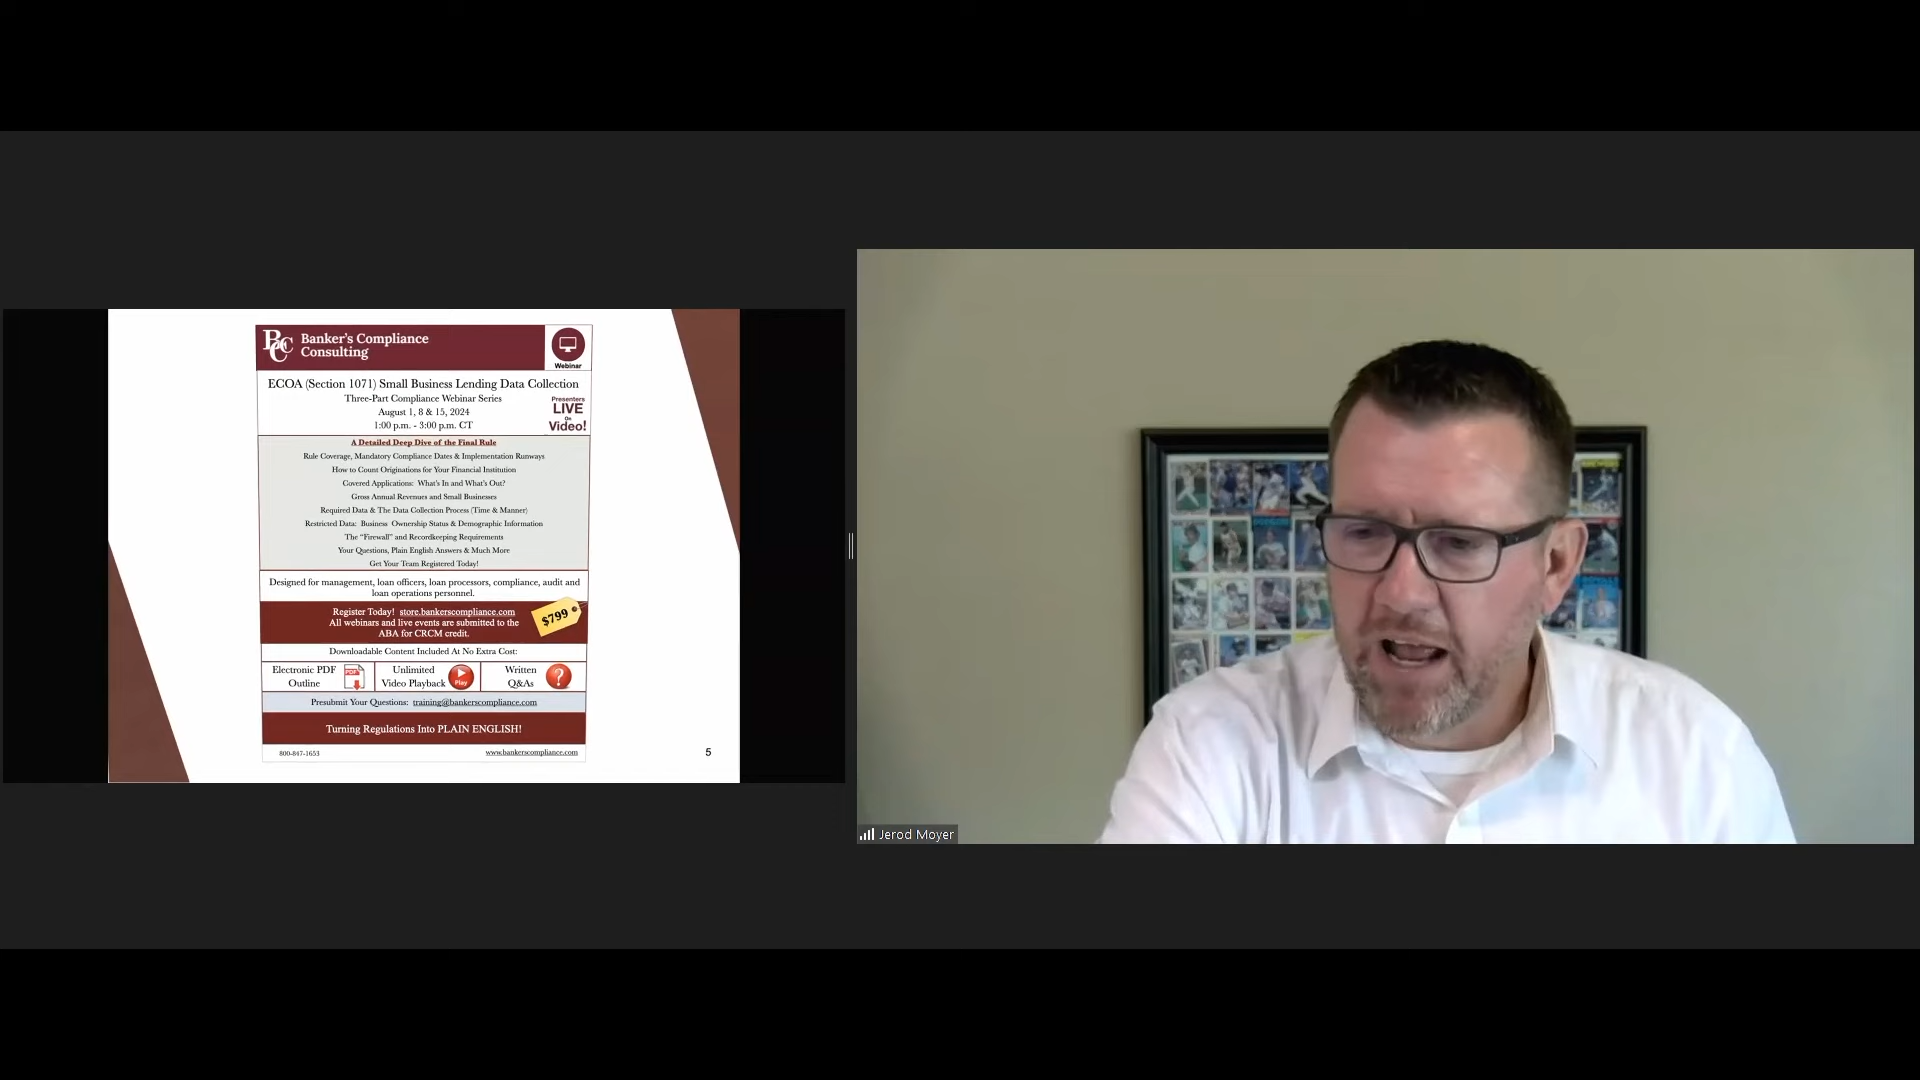 BCC
Banker's Compliance
Consulting
Webinar
ECOA (Section 1071) Small Business Lending Data Collection
Three-Part Compliance Webinar Series
August 1, 8 & 15, 2024
1:00 p.m. - 3:00 p.m. CT
Presenters
LIVE
On
Video!
A Detailed Deep Dive of the Final Rule
Rule Coverage, Mandatory Compliance Dates & Implementation Runways
How to Count Originations for Your Financial Institution
Covered Applications: What's In and What's Out?
Gross Annual Revenues and Small Businesses
Required Data & The Data Collection Process (Time & Manner)
Restricted Data: Business Ownership Status & Demographic Information
The “Firewall” and Recordkeeping Requirements
Your Questions, Plain English Answers & Much More
Get Your Team Registered Today!
Designed for management, loan officers, loan processors, compliance, audit and
loan operations personnel.
Register Today! store.bankerscompliance.com
All webinars and live events are submitted to the
ABA for CRCM credit.
$799
Downloadable Content Included At No Extra Cost:
Electronic PDF
Outline
PDF
Unlimited
Video Playback
Play
Written
Q&As
?
Presubmit Your Questions: training@bankerscompliance.com
Turning Regulations Into PLAIN ENGLISH!
800-847-1653
www.bankerscompliance.com
5
Jerod Moyer